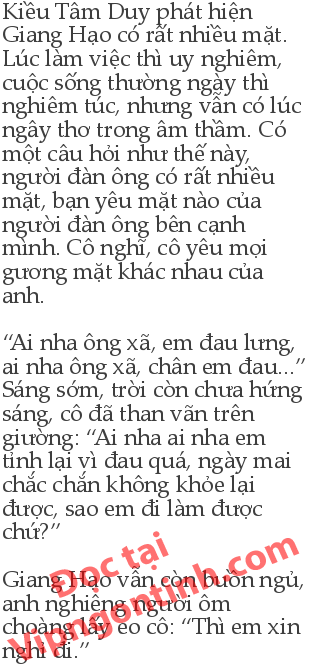 Kiều Tâm Duy phát hiện
Giang Hạo có rất nhiều mặt.
Lúc làm việc thì uy nghiêm,
cuộc sống thường ngày thì
nghiêm túc, nhưng vẫn có lúc
ngây thơ trong âm thầm. Có
một câu hỏi như thế này,
người đàn ông có rất nhiều
mặt, bạn yêu mặt nào của
người đàn ông bên cạnh
mình. Cô nghĩ, cô yêu mọi
gương mặt khác nhau của
anh.
“Ai nha ông xã, em đau lưng,
ai nha ông xã, chân em đau...”
Sáng sớm, trời còn chưa hứng
sáng, cô đã than vãn trên
giường: “Ai nha ai nha em
tỉnh lại vì đau quá, ngày mai
chắc chắn không khỏe lại
được, sao em đi làm được
chứ?”
Giang Hạo vẫn còn buồn ngủ,
anh nghiêng người ôm
choàng lấy eo cô: “Thì em xin
nghỉ đi.”
Đọc tại
Vipngontinh.com